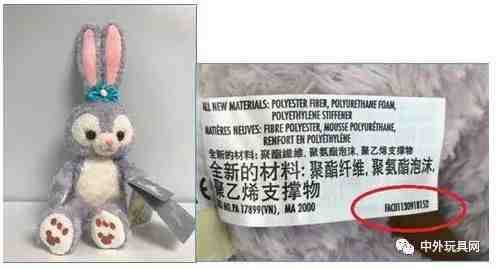 ALL NEW MATERIALS: POLYESTER FIBER, POLYURETHANE FOAM,
POLYETHYLENE STIFFENER
MATIÈRES NEUVES: FIBRE POLYESTER, MOUSSE POLYURÉTHANE,
RENFORT EN POLYÉTHYLÈNE
全新的材料: 聚酯纖維, 聚氨酯泡沫, 聚乙烯支撐物
全新的材料: 聚酯纤维, 聚氨酯泡沫,
聚乙烯支撑物
NO. PA 17899(VN), MA 2000
中外玩具网